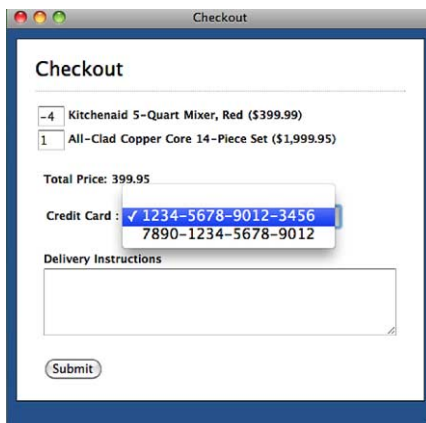 Checkout
Checkout
-4 Kitchenaid 5-Quart Mixer, Red ($399.99)
1 All-Clad Copper Core 14-Piece Set ($1,999.95)
Total Price: 399.95
Credit Card : ✓ 1234-5678-9012-3456
7890-1234-5678-9012
Delivery Instructions
Submit